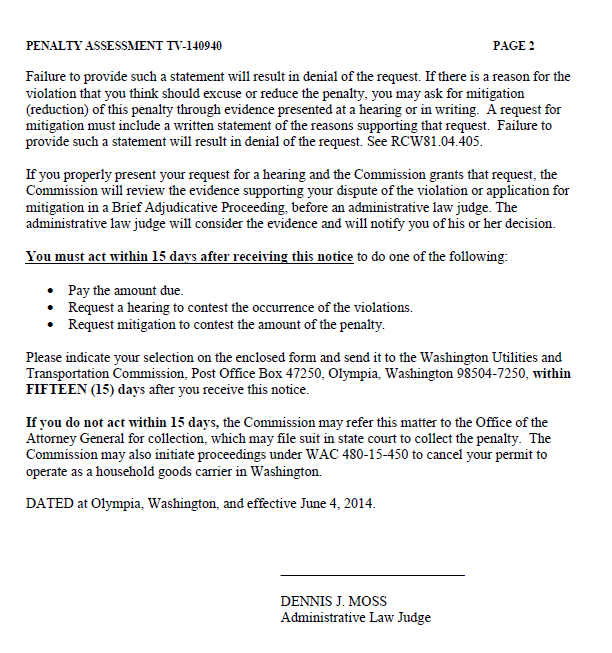 PENALTY ASSESSMENT TV-140940 PAGE 2
Failure to provide such a statement will result in denial of the request. If there is a reason for the
violation that you think should excuse or reduce the penalty, you may ask for mitigation
(reduction) of this penalty through evidence presented at a hearing or in writing.  A request for
mitigation must include a written statement of the reasons supporting that request.  Failure to
provide such a statement will result in denial of the request. See RCW81.04.405.
If you properly present your request for a hearing and the Commission grants that request, the
Commission will review the evidence supporting your dispute of the violation or application for
mitigation in a Brief Adjudicative Proceeding, before an administrative law judge. The
administrative law judge will consider the evidence and will notify you of his or her decision.
You must act within 15 days after receiving this notice to do one of the following:
• Pay the amount due.
• Request a hearing to contest the occurrence of the violations.
• Request mitigation to contest the amount of the penalty.
Please indicate your selection on the enclosed form and send it to the Washington Utilities and
Transportation Commission, Post Office Box 47250, Olympia, Washington 98504-7250, within
FIFTEEN (15) days after you receive this notice.
If you do not act within 15 days, the Commission may refer this matter to the Office of the
Attorney General for collection, which may file suit in state court to collect the penalty.  The
Commission may also initiate proceedings under WAC 480-15-450 to cancel your permit to
operate as a household goods carrier in Washington.
DATED at Olympia, Washington, and effective June 4, 2014.
DENNIS J. MOSS
Administrative Law Judge